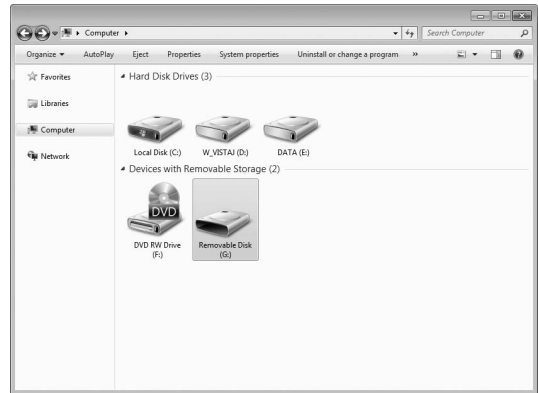 Computer
Search Computer
Organize AutoPlay Eject Properties System properties Uninstall or change a program »
Favorites
Libraries
Computer
Network
Hard Disk Drives (3)
Local Disk (C:) W_VISTAJ (D:) DATA (E:)
Devices with Removable Storage (2)
DVD
DVD RW Drive (F:)
Removable Disk (G:)